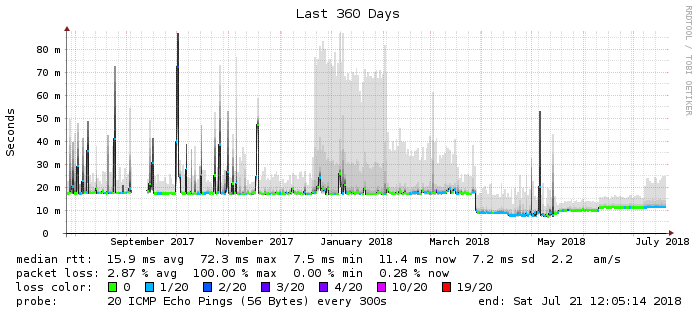 Last 360 Days
RRDTOOL / TOBI OETIKER
Seconds
80 m
70 m
60 m
50 m
40 m
30 m
20 m
10 m
0
September 2017 November 2017 January 2018 March 2018 May 2018 July 2018
median rtt: 15.9 ms avg 72.3 ms max 7.5 ms min 11.4 ms now 7.2 ms sd 2.2 am/s
packet loss: 2.87 % avg 100.00 % max 0.00 % min 0.28 % now
loss color: 0 1/20 2/20 3/20 4/20 10/20 19/20
probe: 20 ICMP Echo Pings (56 Bytes) every 300s end: Sat Jul 21 12:05:14 2018